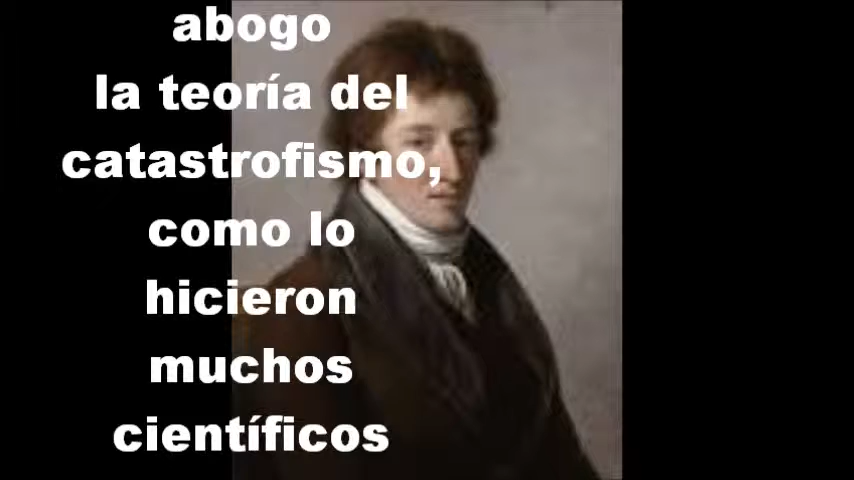 abogo
la teoría del
catastrofismo,
como lo
hicieron
muchos
científicos